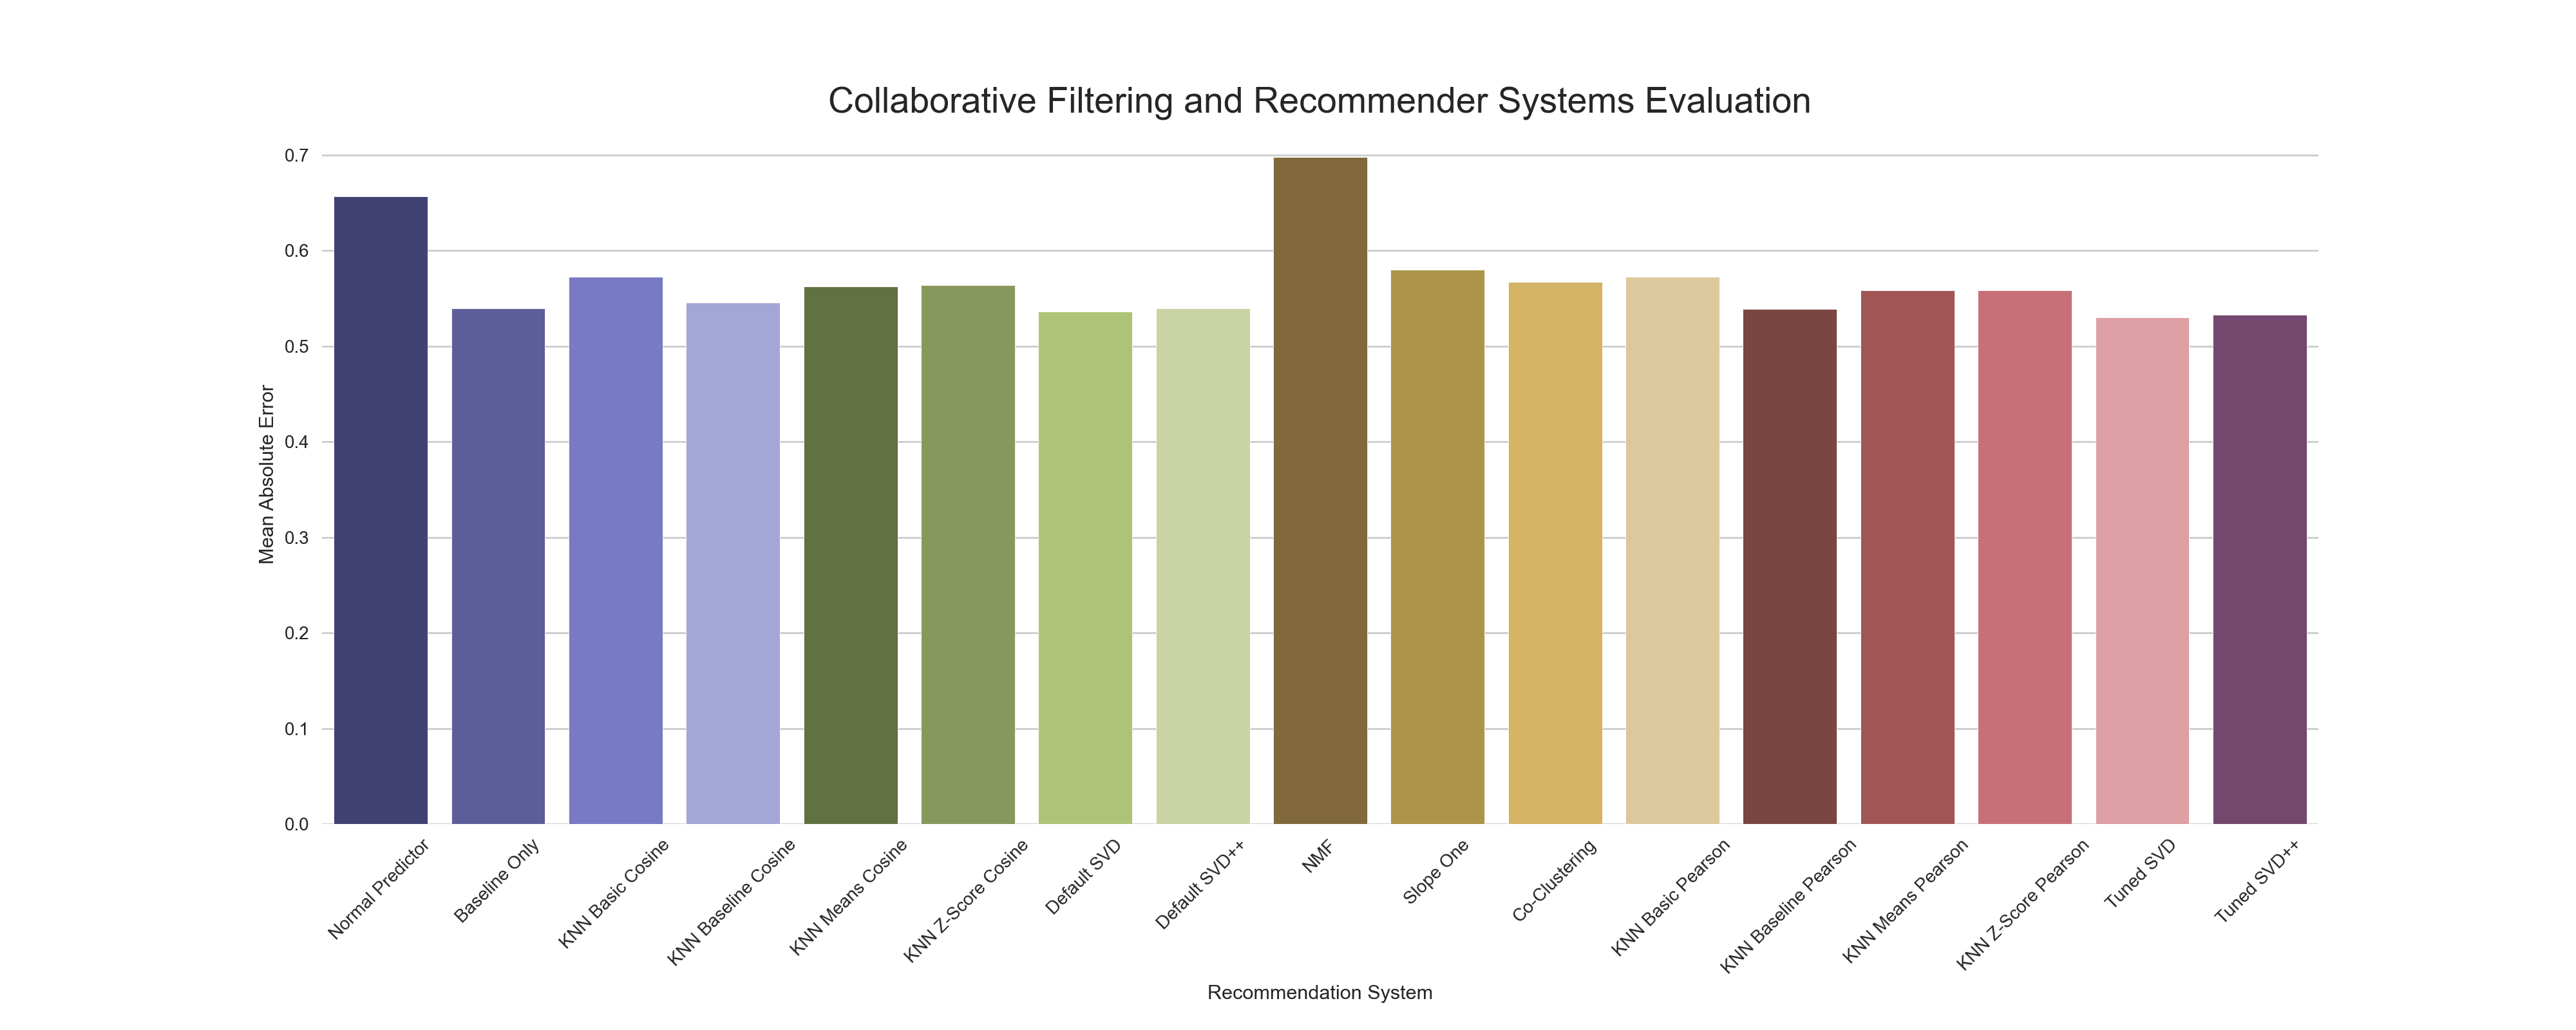 Collaborative Filtering and Recommender Systems Evaluation
0.7
0.6
0.5
0.4
0.3
0.2
0.1
0.0
Mean Absolute Error
Normal Predictor
Baseline Only
KNN Basic Cosine
KNN Baseline Cosine
KNN Means Cosine
KNN Z-Score Cosine
Default SVD
Default SVD++
NMF
Slope One
Co-Clustering
KNN Basic Pearson
KNN Baseline Pearson
KNN Means Pearson
KNN Z-Score Pearson
Tuned SVD
Tuned SVD++
Recommendation System